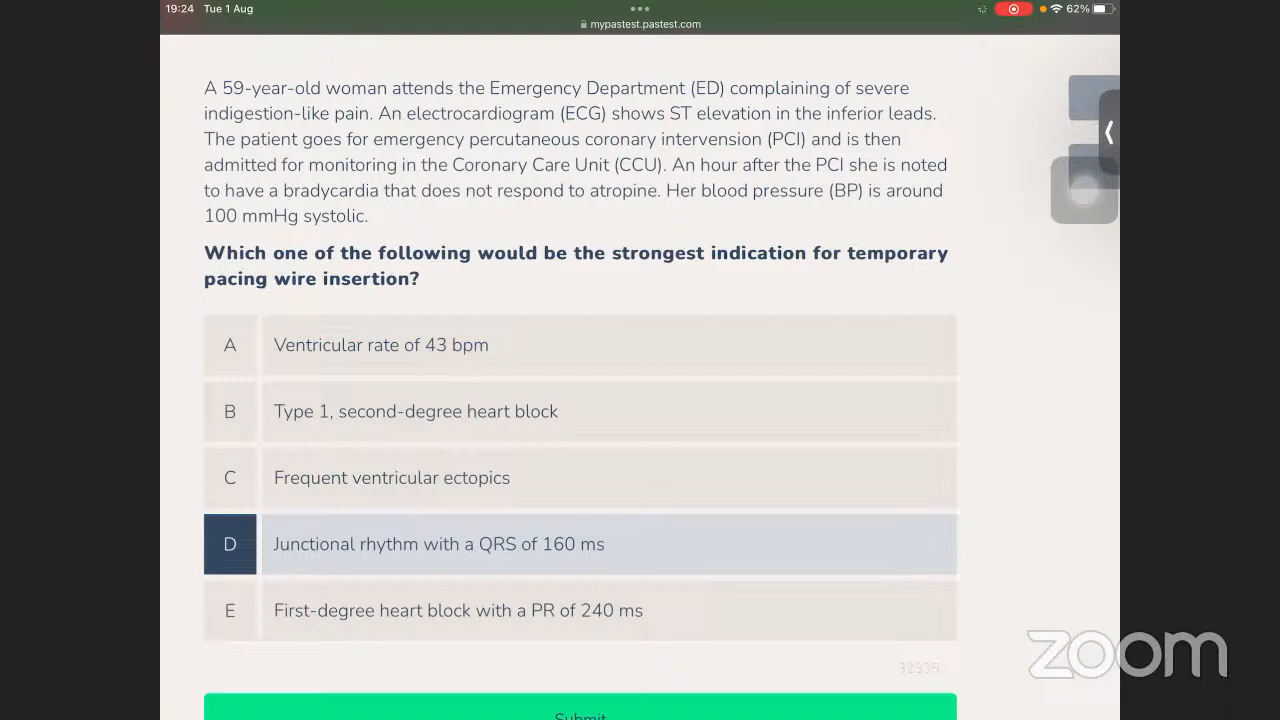 19:24 Tue 1 Aug
62%
mypastest.pastest.com
A 59-year-old woman attends the Emergency Department (ED) complaining of severe
indigestion-like pain. An electrocardiogram (ECG) shows ST elevation in the inferior leads.
The patient goes for emergency percutaneous coronary intervension (PCI) and is then
admitted for monitoring in the Coronary Care Unit (CCU). An hour after the PCI she is noted
to have a bradycardia that does not respond to atropine. Her blood pressure (BP) is around
100 mmHg systolic.
Which one of the following would be the strongest indication for temporary
pacing wire insertion?
A Ventricular rate of 43 bpm
B Type 1, second-degree heart block
C Frequent ventricular ectopics
D Junctional rhythm with a QRS of 160 ms
E First-degree heart block with a PR of 240 ms
32335
Submit
zoom